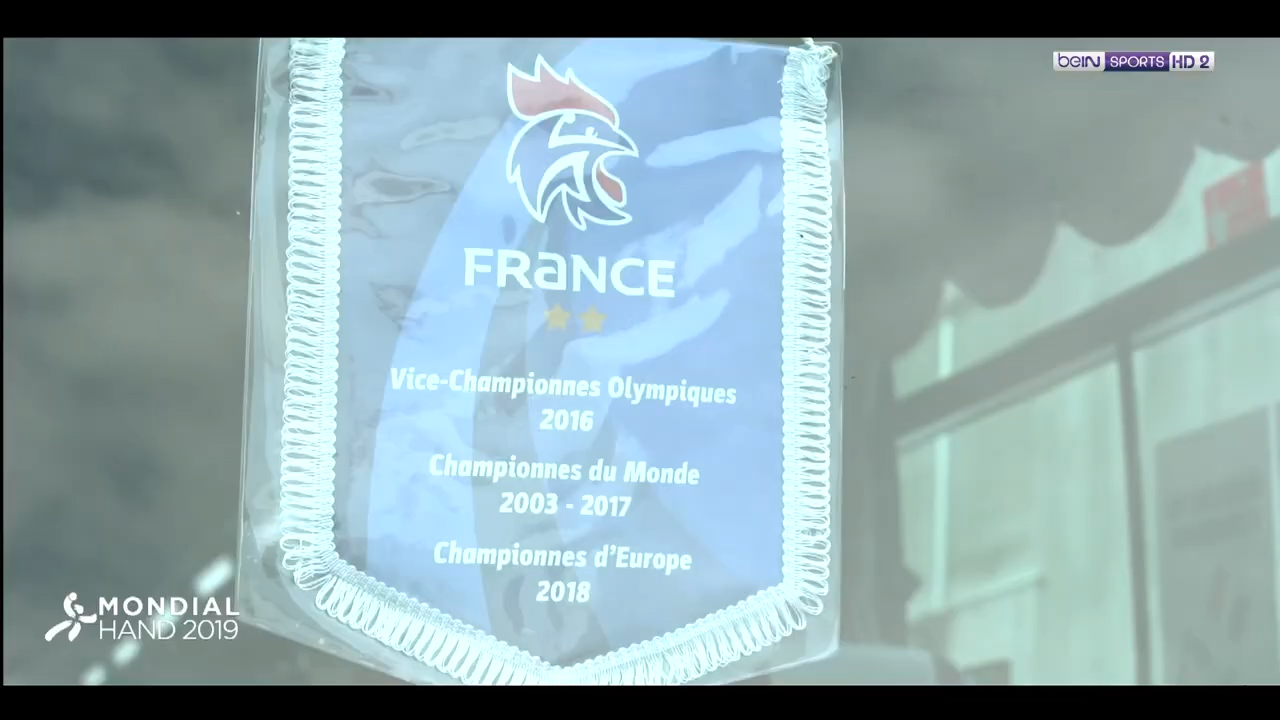 beIN SPORTS HD 2
FRaNCE
Vice-Championnes Olympiques
2016
Championnes du Monde
2003 - 2017
Championnes d'Europe
2018
MONDIAL
HAND 2019